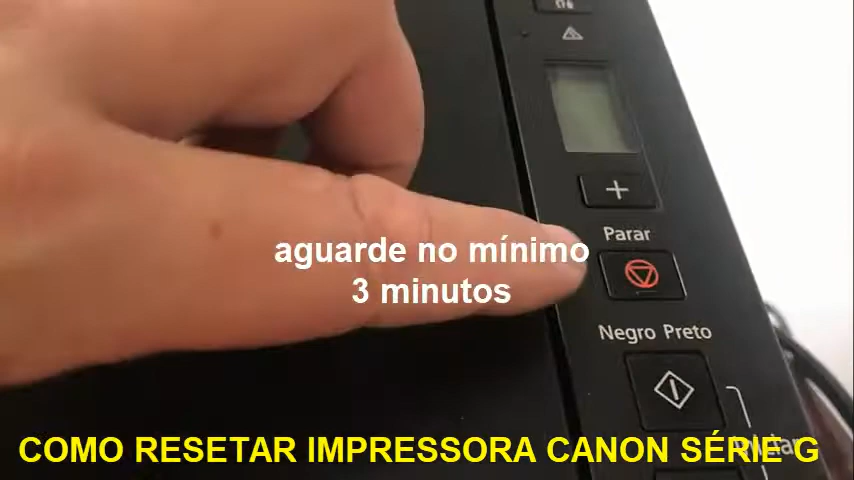 Parar
aguarde no mínimo
3 minutos
Negro Preto
COMO RESETAR IMPRESSORA CANON SÉRIE G